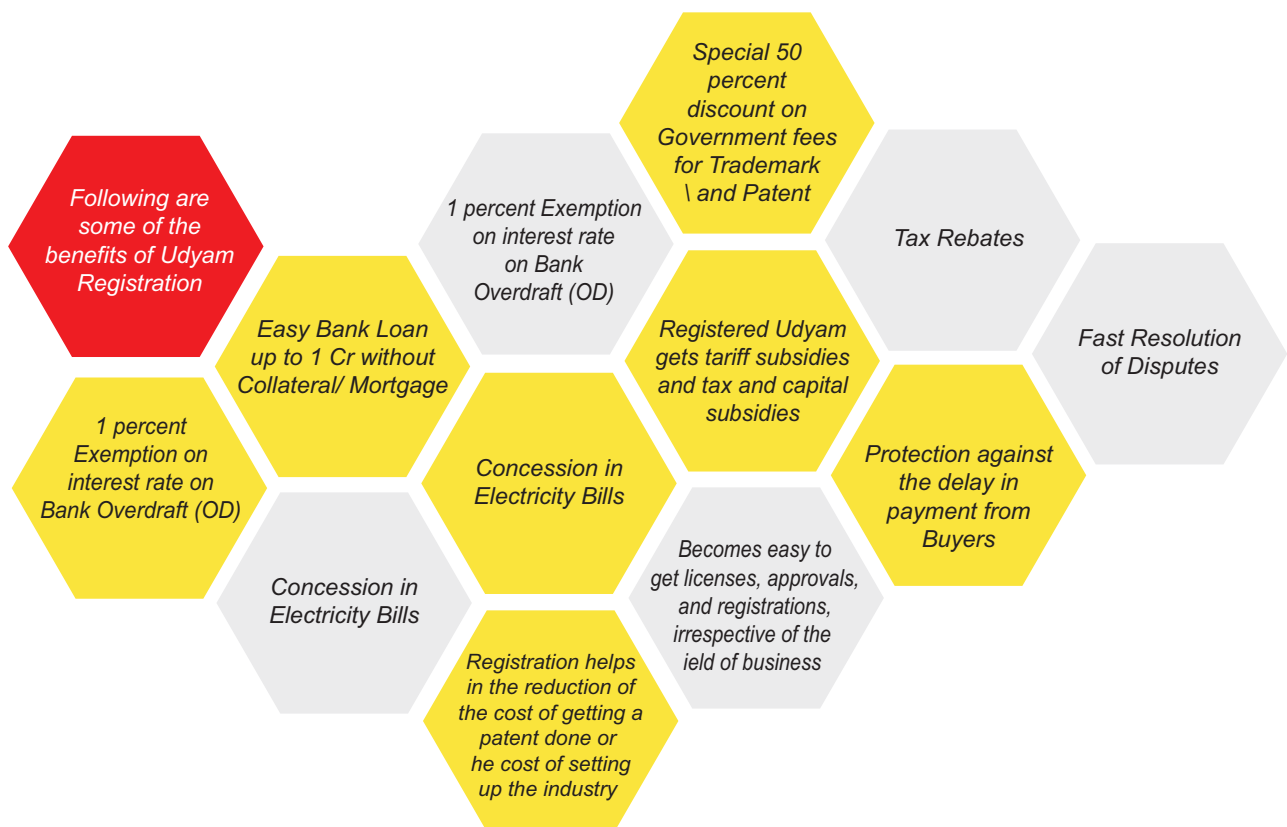 Following are
some of the
benefits of Udyam
Registration
1 percent
Exemption on
interest rate on
Bank Overdraft (OD)
Easy Bank Loan
up to 1 Cr without
Collateral/ Mortgage
Concession in
Electricity Bills
1 percent Exemption
on interest rate
on Bank
Overdraft (OD)
Concession in
Electricity Bills
Registration helps
in the reduction of
the cost of getting a
patent done or
he cost of setting
up the industry
Special 50
percent
discount on
Government fees
for Trademark
\ and Patent
Registered Udyam
gets tariff subsidies
and tax and capital
subsidies
Becomes easy to
get licenses, approvals,
and registrations,
irrespective of the
ield of business
Tax Rebates
Protection against
the delay in
payment from
Buyers
Fast Resolution
of Disputes